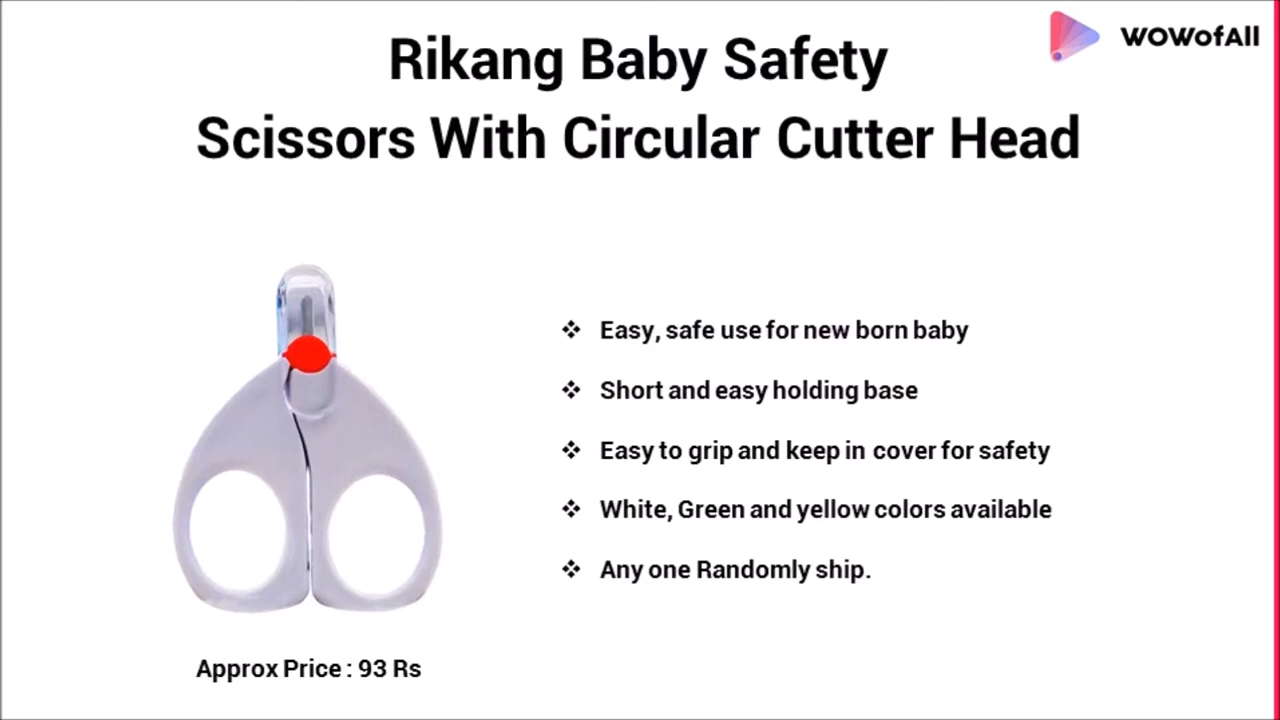 WOWofAll
Rikang Baby Safety
Scissors With Circular Cutter Head
Easy, safe use for new born baby
Short and easy holding base
Easy to grip and keep in cover for safety
White, Green and yellow colors available
Any one Randomly ship.
Approx Price : 93 Rs